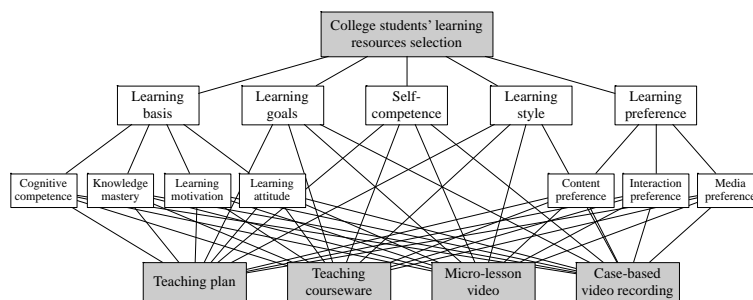 College students’ learning
resources selection
Learning
basis
Learning
goals
Self-
competence
Learning
style
Learning
preference
Cognitive
competence
Knowledge
mastery
Learning
motivation
Learning
attitude
Content
preference
Interaction
preference
Media
preference
Teaching plan
Teaching
courseware
Micro-lesson
video
Case-based
video recording